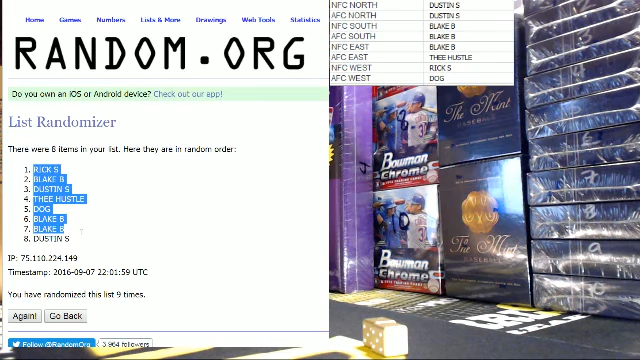 Home Games Numbers Lists & More Drawings Web Tools Statistics
RANDOM.ORG
Do you own an iOS or Android device? Check out our app!
List Randomizer
There were 8 items in your list. Here they are in random order:
1. RICK S
2. BLAKE B
3. DUSTIN S
4. THEE HUSTLE
5. DOG
6. BLAKE B
7. BLAKE B
8. DUSTIN S
IP: 75.110.224.149
Timestamp: 2016-09-07 22:01:59 UTC
You have randomized this list 9 times.
Again! Go Back
Follow @RandomOrg 3,964 followers
NFC NORTH DUSTIN S
AFC NORTH DUSTIN S
NFC SOUTH BLAKE B
AFC SOUTH BLAKE B
NFC EAST BLAKE B
AFC EAST THEE HUSTLE
NFC WEST RICK S
AFC WEST DOG
Bowman
Chrome
The Mint
BASEBALL
Bowman
Chrome
The Mint
BASEBALL
7
9